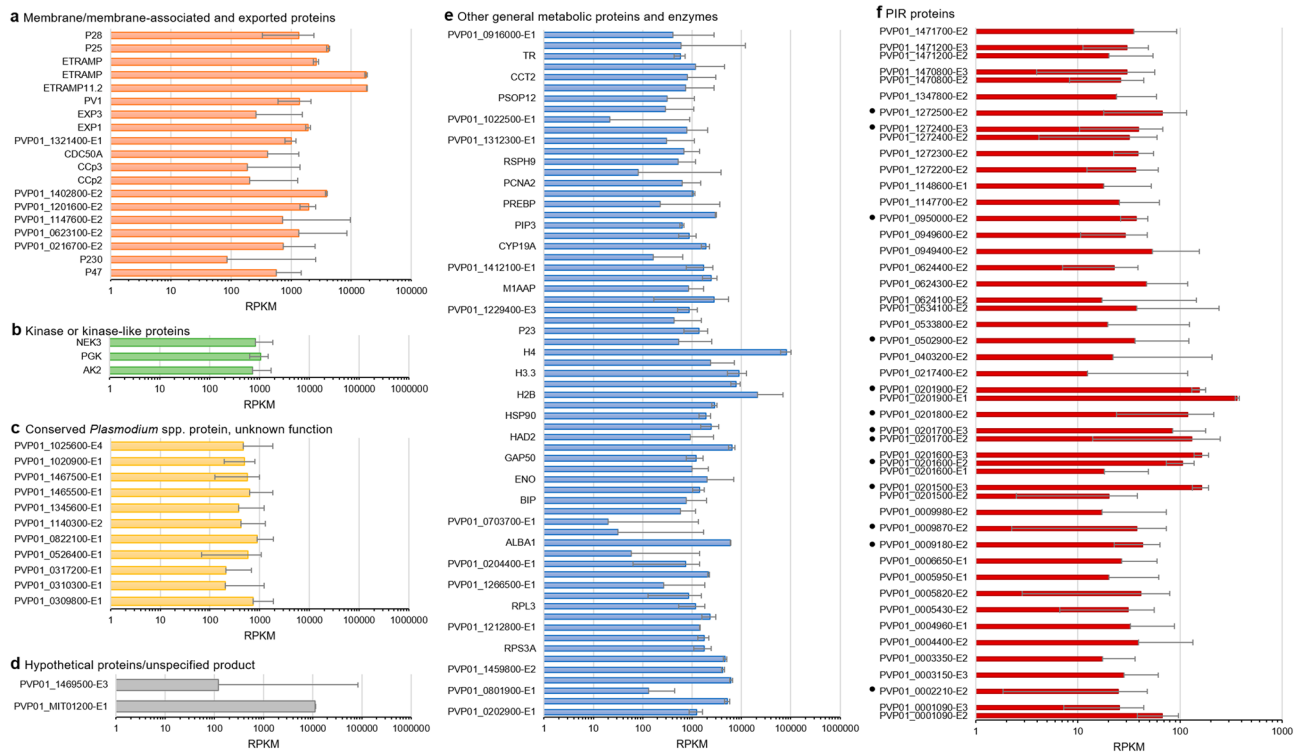 a Membrane/membrane-associated and exported proteins
P28
P25
ETRAMP
ETRAMP
ETRAMP11.2
PV1
EXP3
EXP1
PVP01_1321400-E1
CDC50A
CCp3
CCp2
PVP01_1402800-E2
PVP01_1201600-E2
PVP01_1147600-E2
PVP01_0623100-E2
PVP01_0216700-E2
P230
P47
1 10 100 1000 10000 100000
RPKM
b Kinase or kinase-like proteins
NEK3
PGK
AK2
1 10 100 1000 10000 100000 1000000
RPKM
c Conserved Plasmodium spp. protein, unknown function
PVP01_1025600-E4
PVP01_1020900-E1
PVP01_1467500-E1
PVP01_1465500-E1
PVP01_1345600-E1
PVP01_1140300-E2
PVP01_0822100-E1
PVP01_0526400-E1
PVP01_0317200-E1
PVP01_0310300-E1
PVP01_0309800-E1
1 10 100 1000 10000 100000 1000000
RPKM
d Hypothetical proteins/unspecified product
PVP01_1469500-E3
PVP01_MIT01200-E1
1 10 100 1000 10000 100000 1000000
RPKM
e Other general metabolic proteins and enzymes
PVP01_0916000-E1
TR
CCT2
PSOP12
PVP01_1022500-E1
PVP01_1312300-E1
RSPH9
PCNA2
PREBP
PIP3
CYP19A
PVP01_1412100-E1
M1AAP
PVP01_1229400-E3
P23
H4
H3.3
H2B
HSP90
HAD2
GAP50
ENO
BIP
PVP01_0703700-E1
ALBA1
PVP01_0204400-E1
PVP01_1266500-E1
RPL3
PVP01_1212800-E1
RPS3A
PVP01_1459800-E2
PVP01_0801900-E1
PVP01_0202900-E1
1 10 100 1000 10000 100000 1000000
RPKM
f PIR proteins
PVP01_1471700-E2
PVP01_1471200-E3
PVP01_1471200-E2
PVP01_1470800-E3
PVP01_1470800-E2
PVP01_1347800-E2
● PVP01_1272500-E2
● PVP01_1272400-E3
PVP01_1272400-E2
PVP01_1272300-E2
PVP01_1272200-E2
PVP01_1148600-E1
PVP01_1147700-E2
● PVP01_0950000-E2
PVP01_0949600-E2
PVP01_0949400-E2
PVP01_0624400-E2
PVP01_0624300-E2
PVP01_0624100-E2
PVP01_0534100-E2
PVP01_0533800-E2
● PVP01_0502900-E2
PVP01_0403200-E2
PVP01_0217400-E2
● PVP01_0201900-E2
PVP01_0201900-E1
● PVP01_0201800-E2
● PVP01_0201700-E3
● PVP01_0201700-E2
PVP01_0201600-E3
● PVP01_0201600-E2
PVP01_0201600-E1
● PVP01_0201500-E3
PVP01_0201500-E2
PVP01_0009980-E2
● PVP01_0009870-E2
● PVP01_0009180-E2
PVP01_0006650-E1
PVP01_0005950-E1
PVP01_0005820-E2
PVP01_0005430-E2
PVP01_0004960-E1
PVP01_0004400-E2
PVP01_0003350-E2
PVP01_0003150-E3
● PVP01_0002210-E2
PVP01_0001090-E3
PVP01_0001090-E2
1 10 100 1000
RPKM